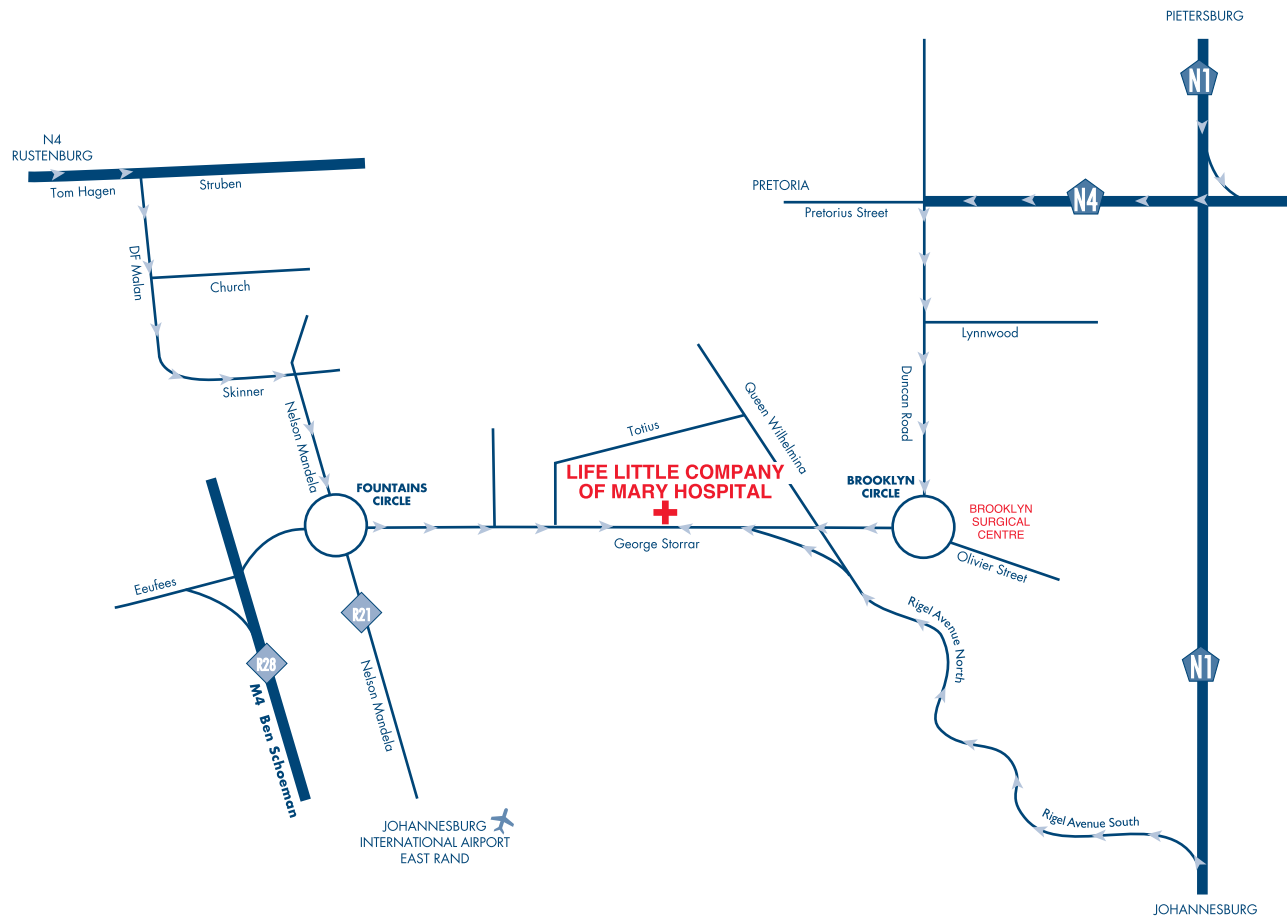 PIETERSBURG
N1
N4
RUSTENBURG
Tom Hagen
Struben
PRETORIA
Pretorius Street
N4
DF Malan
Church
Lynnwood
Skinner
Duncan Road
Queen Wilhelmina
Nelson Mandela
Totius
LIFE LITTLE COMPANY
OF MARY HOSPITAL
FOUNTAINS
CIRCLE
BROOKLYN
CIRCLE
BROOKLYN
SURGICAL
CENTRE
George Storrar
Olivier Street
Eeufees
R21
Rigel Avenue North
R28
N1
M4 Ben Schoeman
Nelson Mandela
Rigel Avenue South
JOHANNESBURG
INTERNATIONAL AIRPORT
EAST RAND
JOHANNESBURG